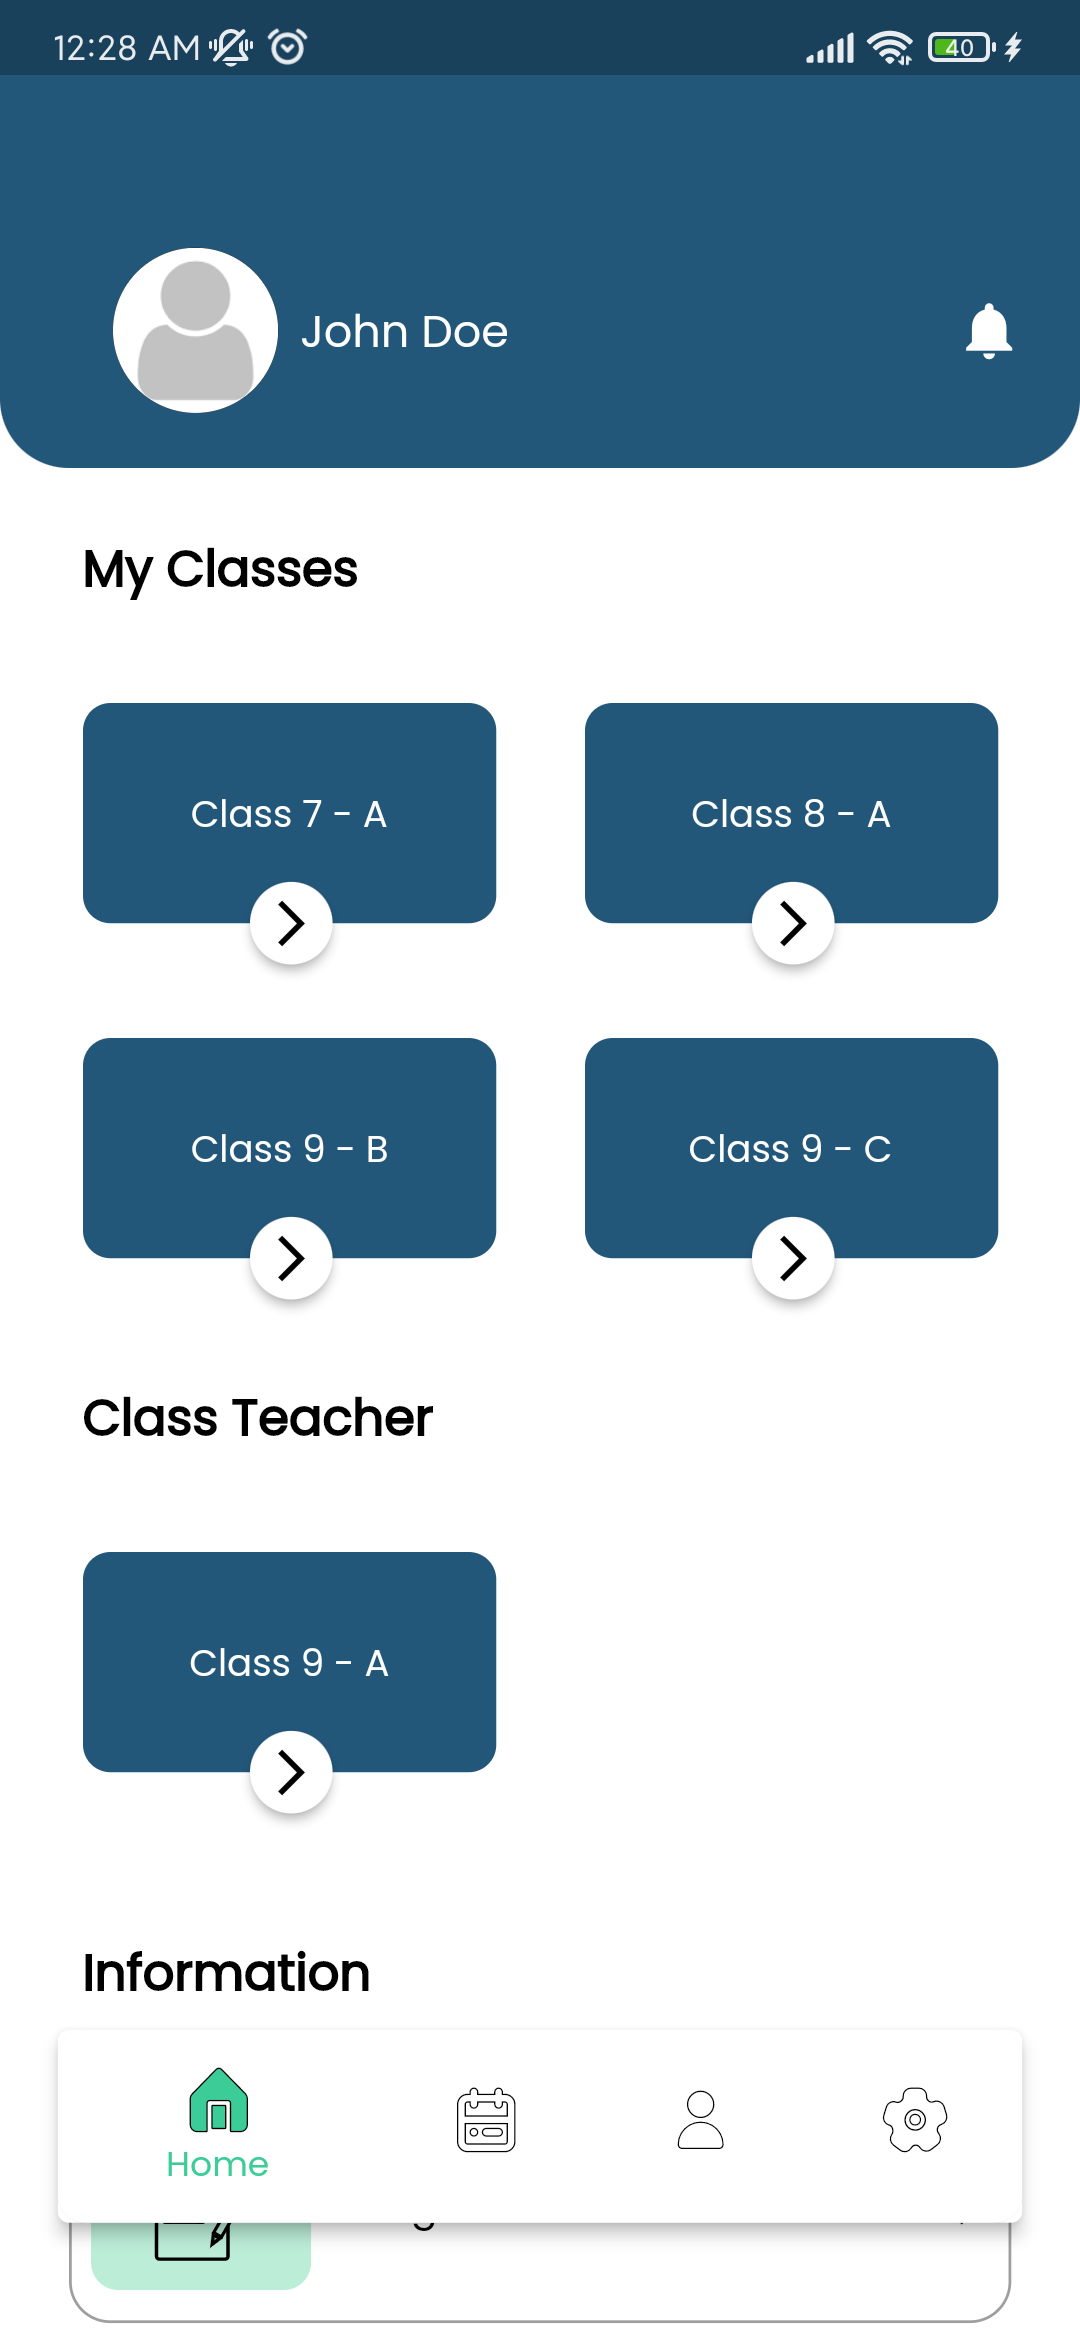 12:28 AM
40
John Doe
My Classes
Class 7 - A
Class 8 - A
Class 9 - B
Class 9 - C
Class Teacher
Class 9 - A
Information
Home